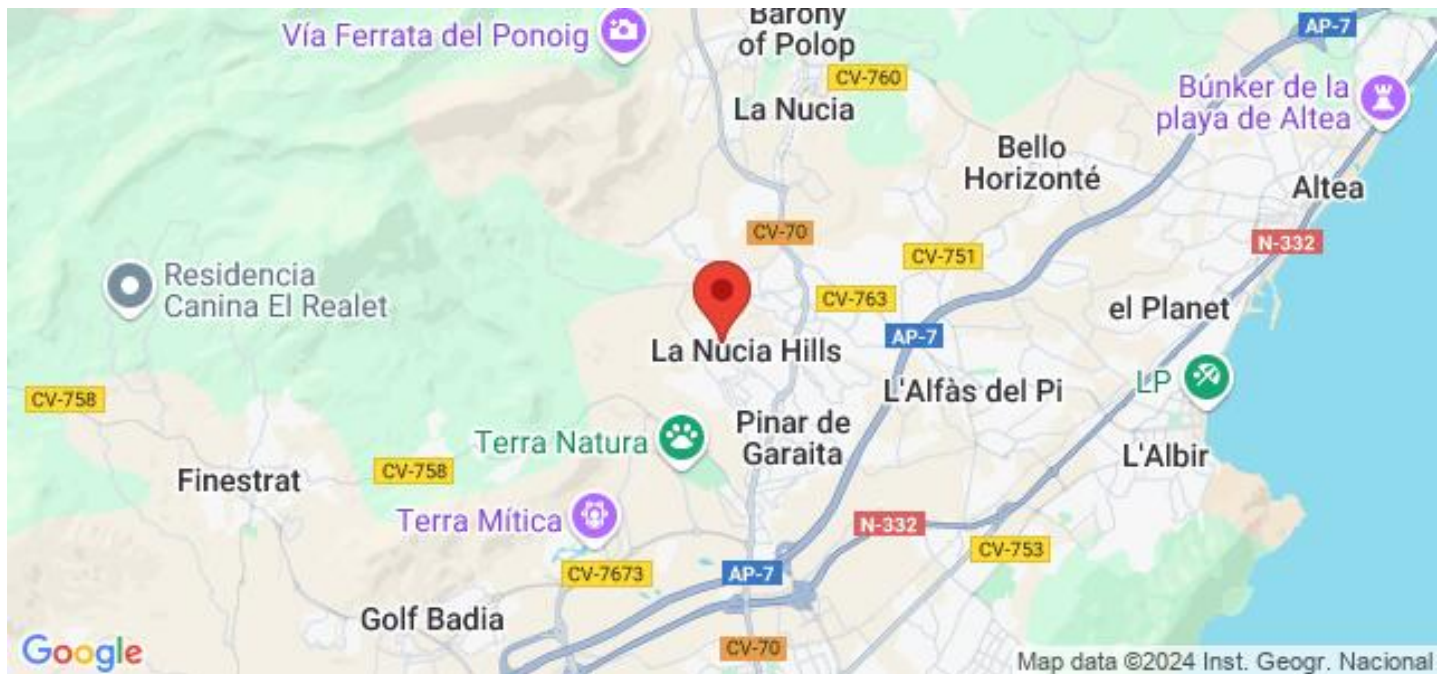 Barony
of Polop
AP-7
Vía Ferrata del Ponoig
CV-760
Búnker de la
playa de Altea
La Nucia
Bello
Horizonté
Altea
CV-70
N-332
CV-751
Residencia
Canina El Realet
CV-763
el Planet
AP-7
La Nucia Hills
LP
CV-758
L'Alfàs del Pi
Pinar de
Garaita
Terra Natura
L'Albir
CV-758
Finestrat
Terra Mítica
N-332
CV-753
CV-7673
AP-7
Golf Badia
CV-70
Google
Map data ©2024 Inst. Geogr. Nacional